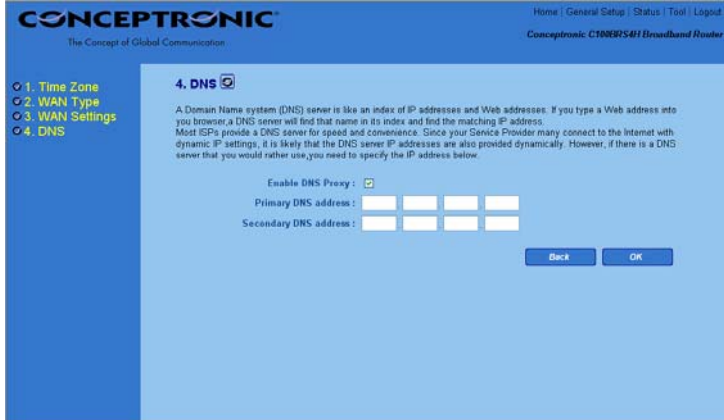 CONCEPTRONIC
The Concept of Global Communication
Home | General Setup | Status | Tool | Logout
Conceptronic C100BRS4H Broadband Router
1. Time Zone
2. WAN Type
3. WAN Settings
4. DNS
4. DNS
A Domain Name system (DNS) server is like an index of IP addresses and Web addresses. If you type a Web address into
you browser,a DNS server will find that name in its index and find the matching IP address.
Most ISPs provide a DNS server for speed and convenience. Since your Service Provider many connect to the Internet with
dynamic IP settings, it is likely that the DNS server IP addresses are also provided dynamically. However, if there is a DNS
server that you would rather use,you need to specify the IP address below.
Enable DNS Proxy :
Primary DNS address :
Secondary DNS address :
Back OK